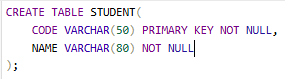 CREATE TABLE STUDENT(
    CODE VARCHAR(50) PRIMARY KEY NOT NULL,
    NAME VARCHAR(80) NOT NULL
);